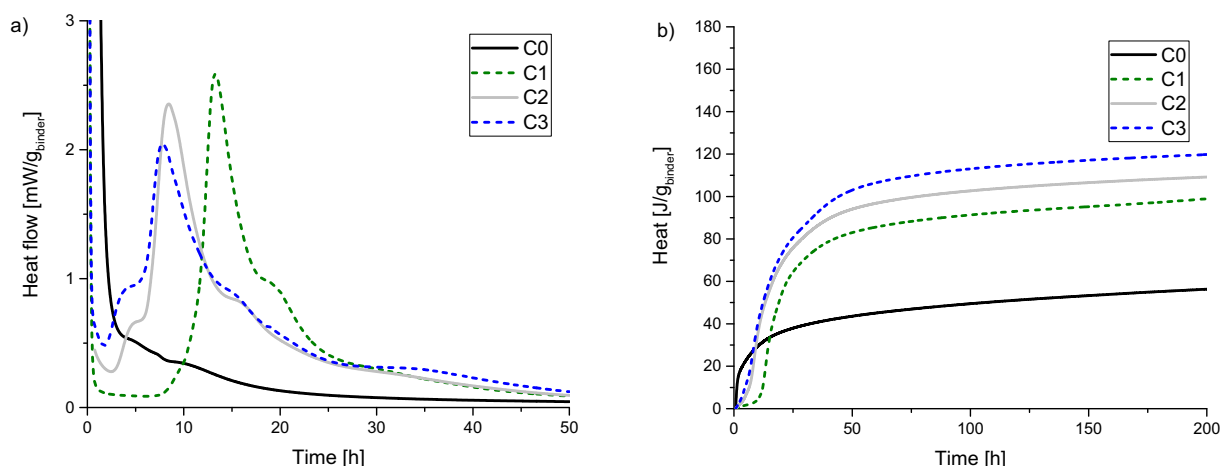 a)
Heat flow [mW/g_binder]
3
2
1
0
0 10 20 30 40 50
Time [h]
C0
C1
C2
C3
b)
Heat [J/g_binder]
180
160
140
120
100
80
60
40
20
0
0 50 100 150 200
Time [h]
C0
C1
C2
C3